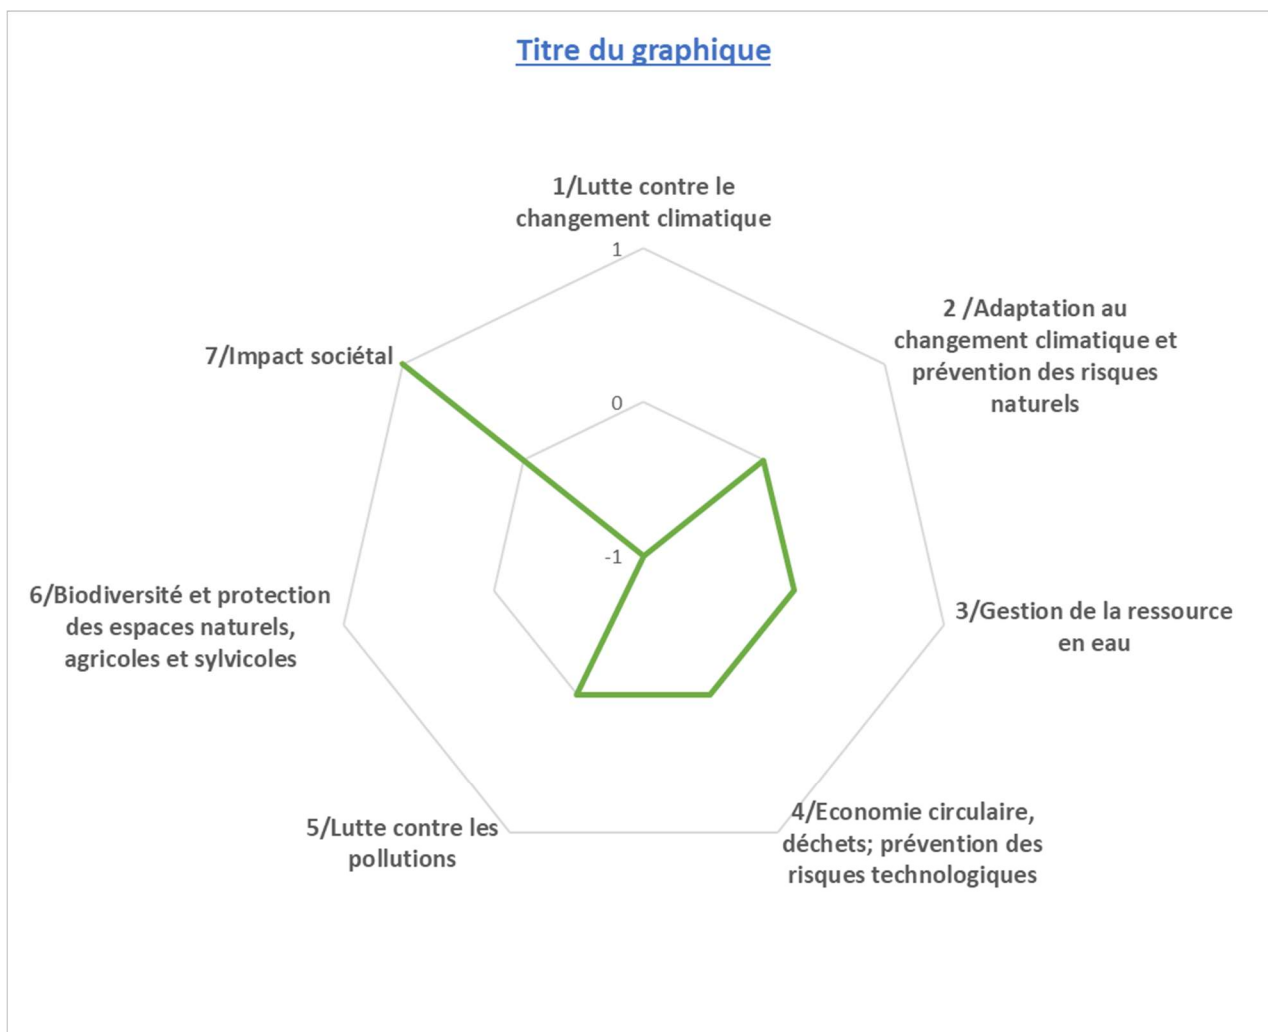 Titre du graphique
1/Lutte contre le
changement climatique
1
2 /Adaptation au
changement climatique et
prévention des risques
naturels
7/Impact sociétal
0
-1
6/Biodiversité et protection
des espaces naturels,
agricoles et sylvicoles
3/Gestion de la ressource
en eau
4/Economie circulaire,
déchets; prévention des
risques technologiques
5/Lutte contre les
pollutions